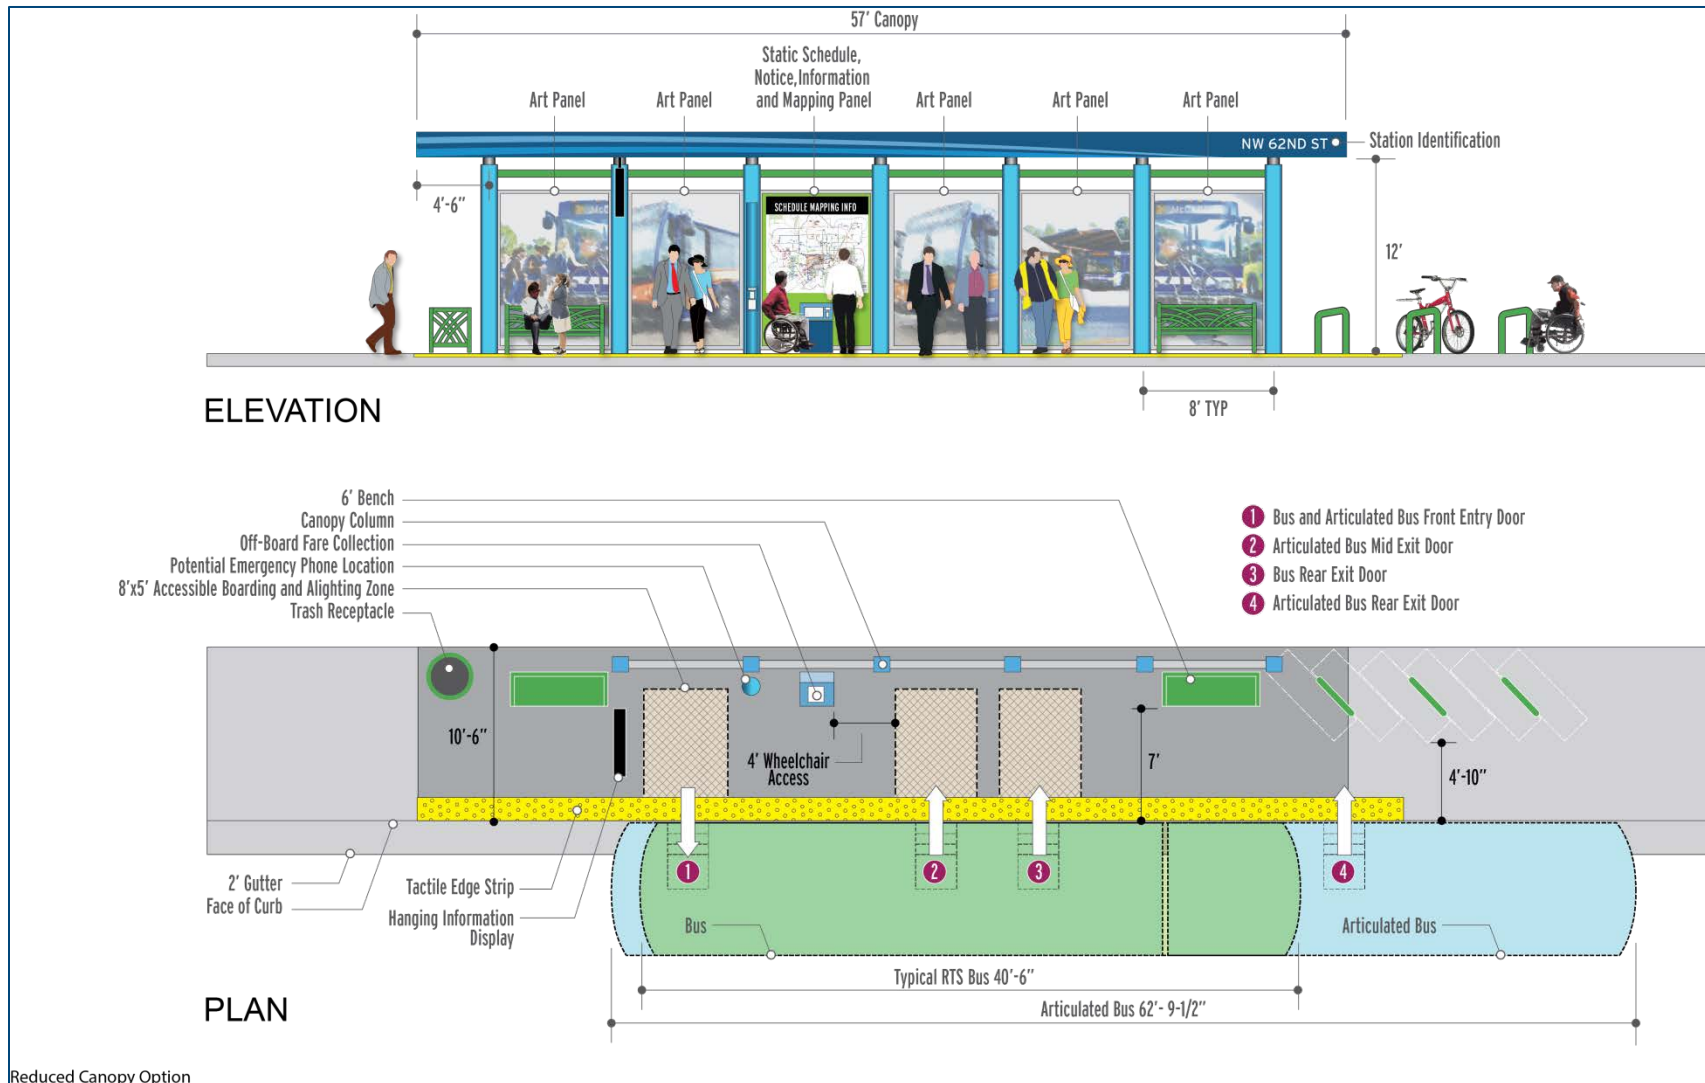 57' Canopy
Static Schedule,
Notice,Information
and Mapping Panel
Art Panel
Art Panel
Art Panel
Art Panel
Art Panel
NW 62ND ST
Station Identification
4'-6"
SCHEDULE MAPPING INFO
12'
8' TYP
ELEVATION
6' Bench
Canopy Column
Off-Board Fare Collection
Potential Emergency Phone Location
8'x5' Accessible Boarding and Alighting Zone
Trash Receptacle
1 Bus and Articulated Bus Front Entry Door
2 Articulated Bus Mid Exit Door
3 Bus Rear Exit Door
4 Articulated Bus Rear Exit Door
10'-6"
4' Wheelchair
Access
7'
4'-10"
1
2
3
4
2' Gutter
Face of Curb
Tactile Edge Strip
Hanging Information
Display
Bus
Articulated Bus
Typical RTS Bus 40'-6"
Articulated Bus 62'- 9-1/2"
PLAN
Reduced Canopy Option